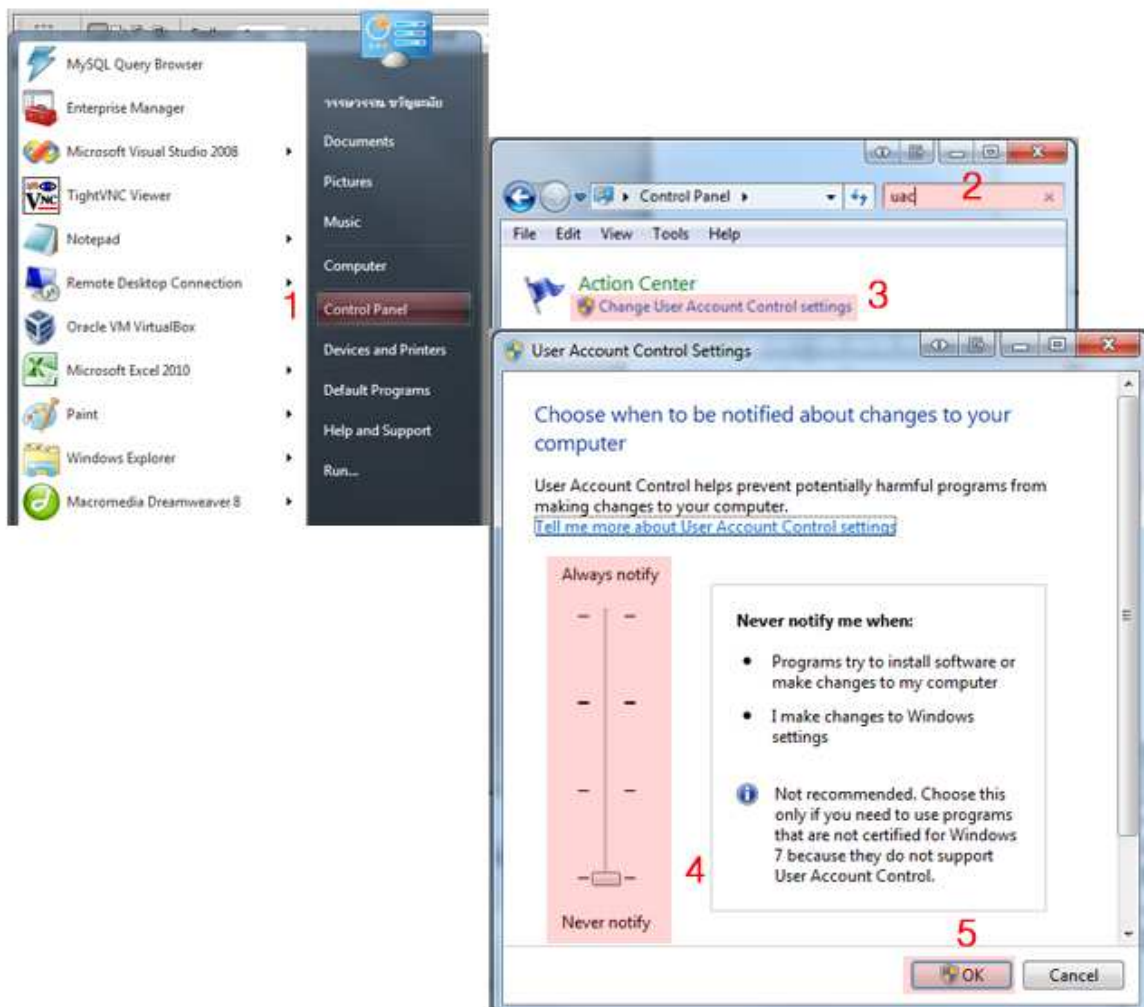 MySQL Query Browser
Enterprise Manager
Microsoft Visual Studio 2008
TightVNC Viewer
VNC
Notepad
Remote Desktop Connection
1
Oracle VM VirtualBox
Microsoft Excel 2010
Paint
Windows Explorer
Macromedia Dreamweaver 8
Documents
Pictures
Music
Computer
Control Panel
Devices and Printers
Default Programs
Help and Support
Run...
2
Control Panel
uac
File Edit View Tools Help
Action Center
Change User Account Control settings
3
User Account Control Settings
Choose when to be notified about changes to your
computer
User Account Control helps prevent potentially harmful programs from
making changes to your computer.
Tell me more about User Account Control settings
Always notify
4
Never notify
Never notify me when:
• Programs try to install software or
make changes to my computer
• I make changes to Windows
settings
Not recommended. Choose this
only if you need to use programs
that are not certified for Windows
7 because they do not support
User Account Control.
5
OK
Cancel